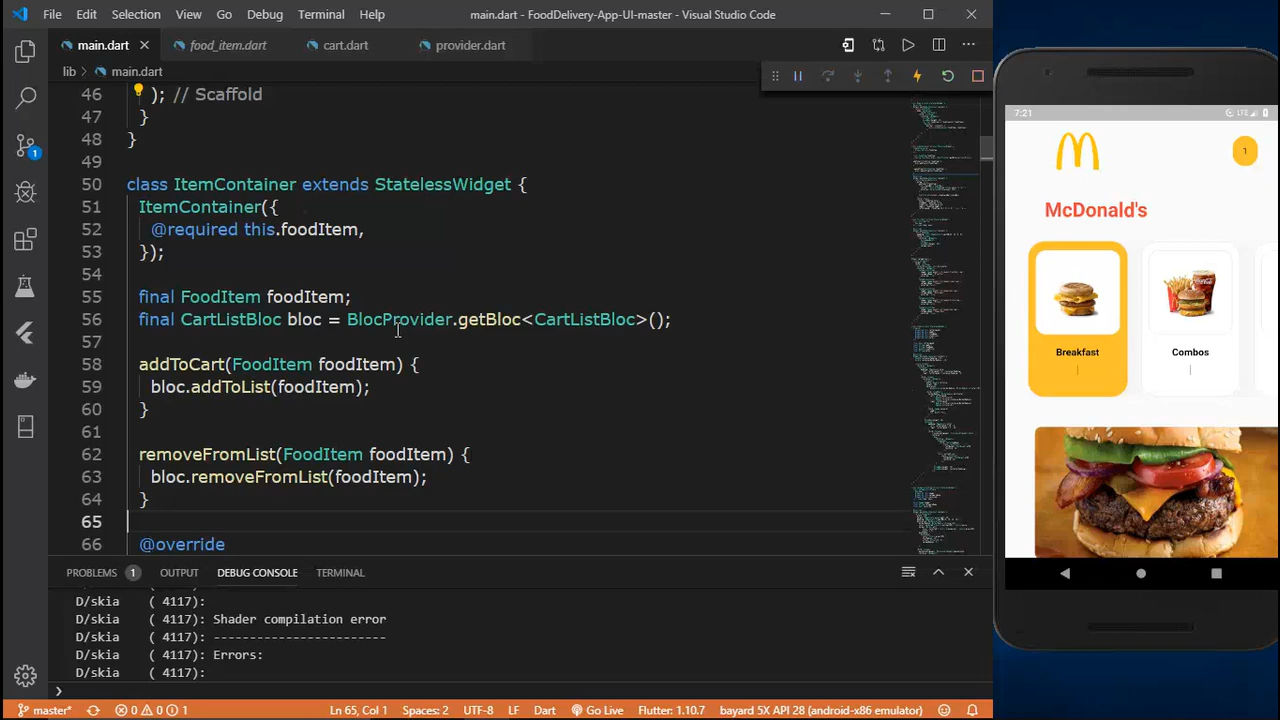 File Edit Selection View Go Debug Terminal Help
main.dart - FoodDelivery-App-UI-master - Visual Studio Code
main.dart
food_item.dart
cart.dart
provider.dart
lib > main.dart
46 ); // Scaffold
47 }
48 }
49
50 class ItemContainer extends StatelessWidget {
51 ItemContainer({
52 @required this.foodItem,
53 });
54
55 final FoodItem foodItem;
56 final CartListBloc bloc = BlocProvider.getBloc<CartListBloc>();
57
58 addToCart(FoodItem foodItem) {
59 bloc.addToList(foodItem);
60 }
61
62 removeFromList(FoodItem foodItem) {
63 bloc.removeFromList(foodItem);
64 }
65
66 @override
PROBLEMS 1 OUTPUT DEBUG CONSOLE TERMINAL
D/skia ( 4117):
D/skia ( 4117): Shader compilation error
D/skia ( 4117): ------------------------
D/skia ( 4117): Errors:
D/skia ( 4117):
1
master* 0 0 1 Ln 65, Col 1 Spaces: 2 UTF-8 LF Dart Go Live Flutter: 1.10.7 bayard 5X API 28 (android-x86 emulator)
7:21 LTE
1
McDonald's
Breakfast
Combos